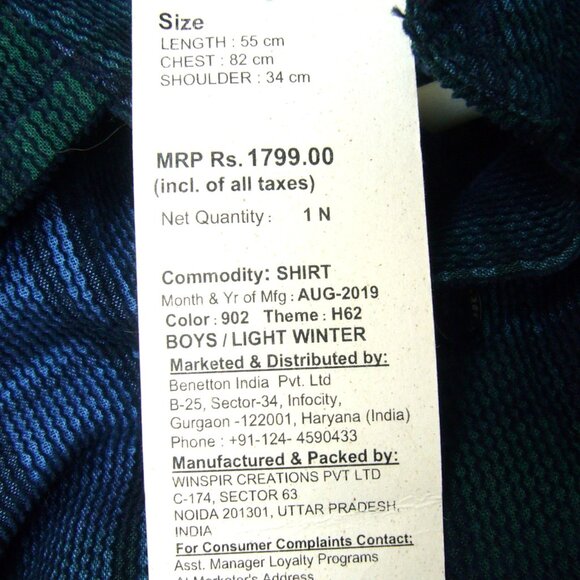 Size
LENGTH : 55 cm
CHEST : 82 cm
SHOULDER : 34 cm
MRP Rs. 1799.00
(incl. of all taxes)
Net Quantity : 1 N
Commodity: SHIRT
Month & Yr of Mfg : AUG-2019
Color : 902 Theme : H62
BOYS / LIGHT WINTER
Marketed & Distributed by:
Benetton India Pvt. Ltd
B-25, Sector-34, Infocity,
Gurgaon -122001, Haryana (India)
Phone : +91-124- 4590433
Manufactured & Packed by:
WINSPIR CREATIONS PVT LTD
C-174, SECTOR 63
NOIDA 201301, UTTAR PRADESH,
INDIA
For Consumer Complaints Contact:
Asst. Manager Loyalty Programs
At Marketer's Address